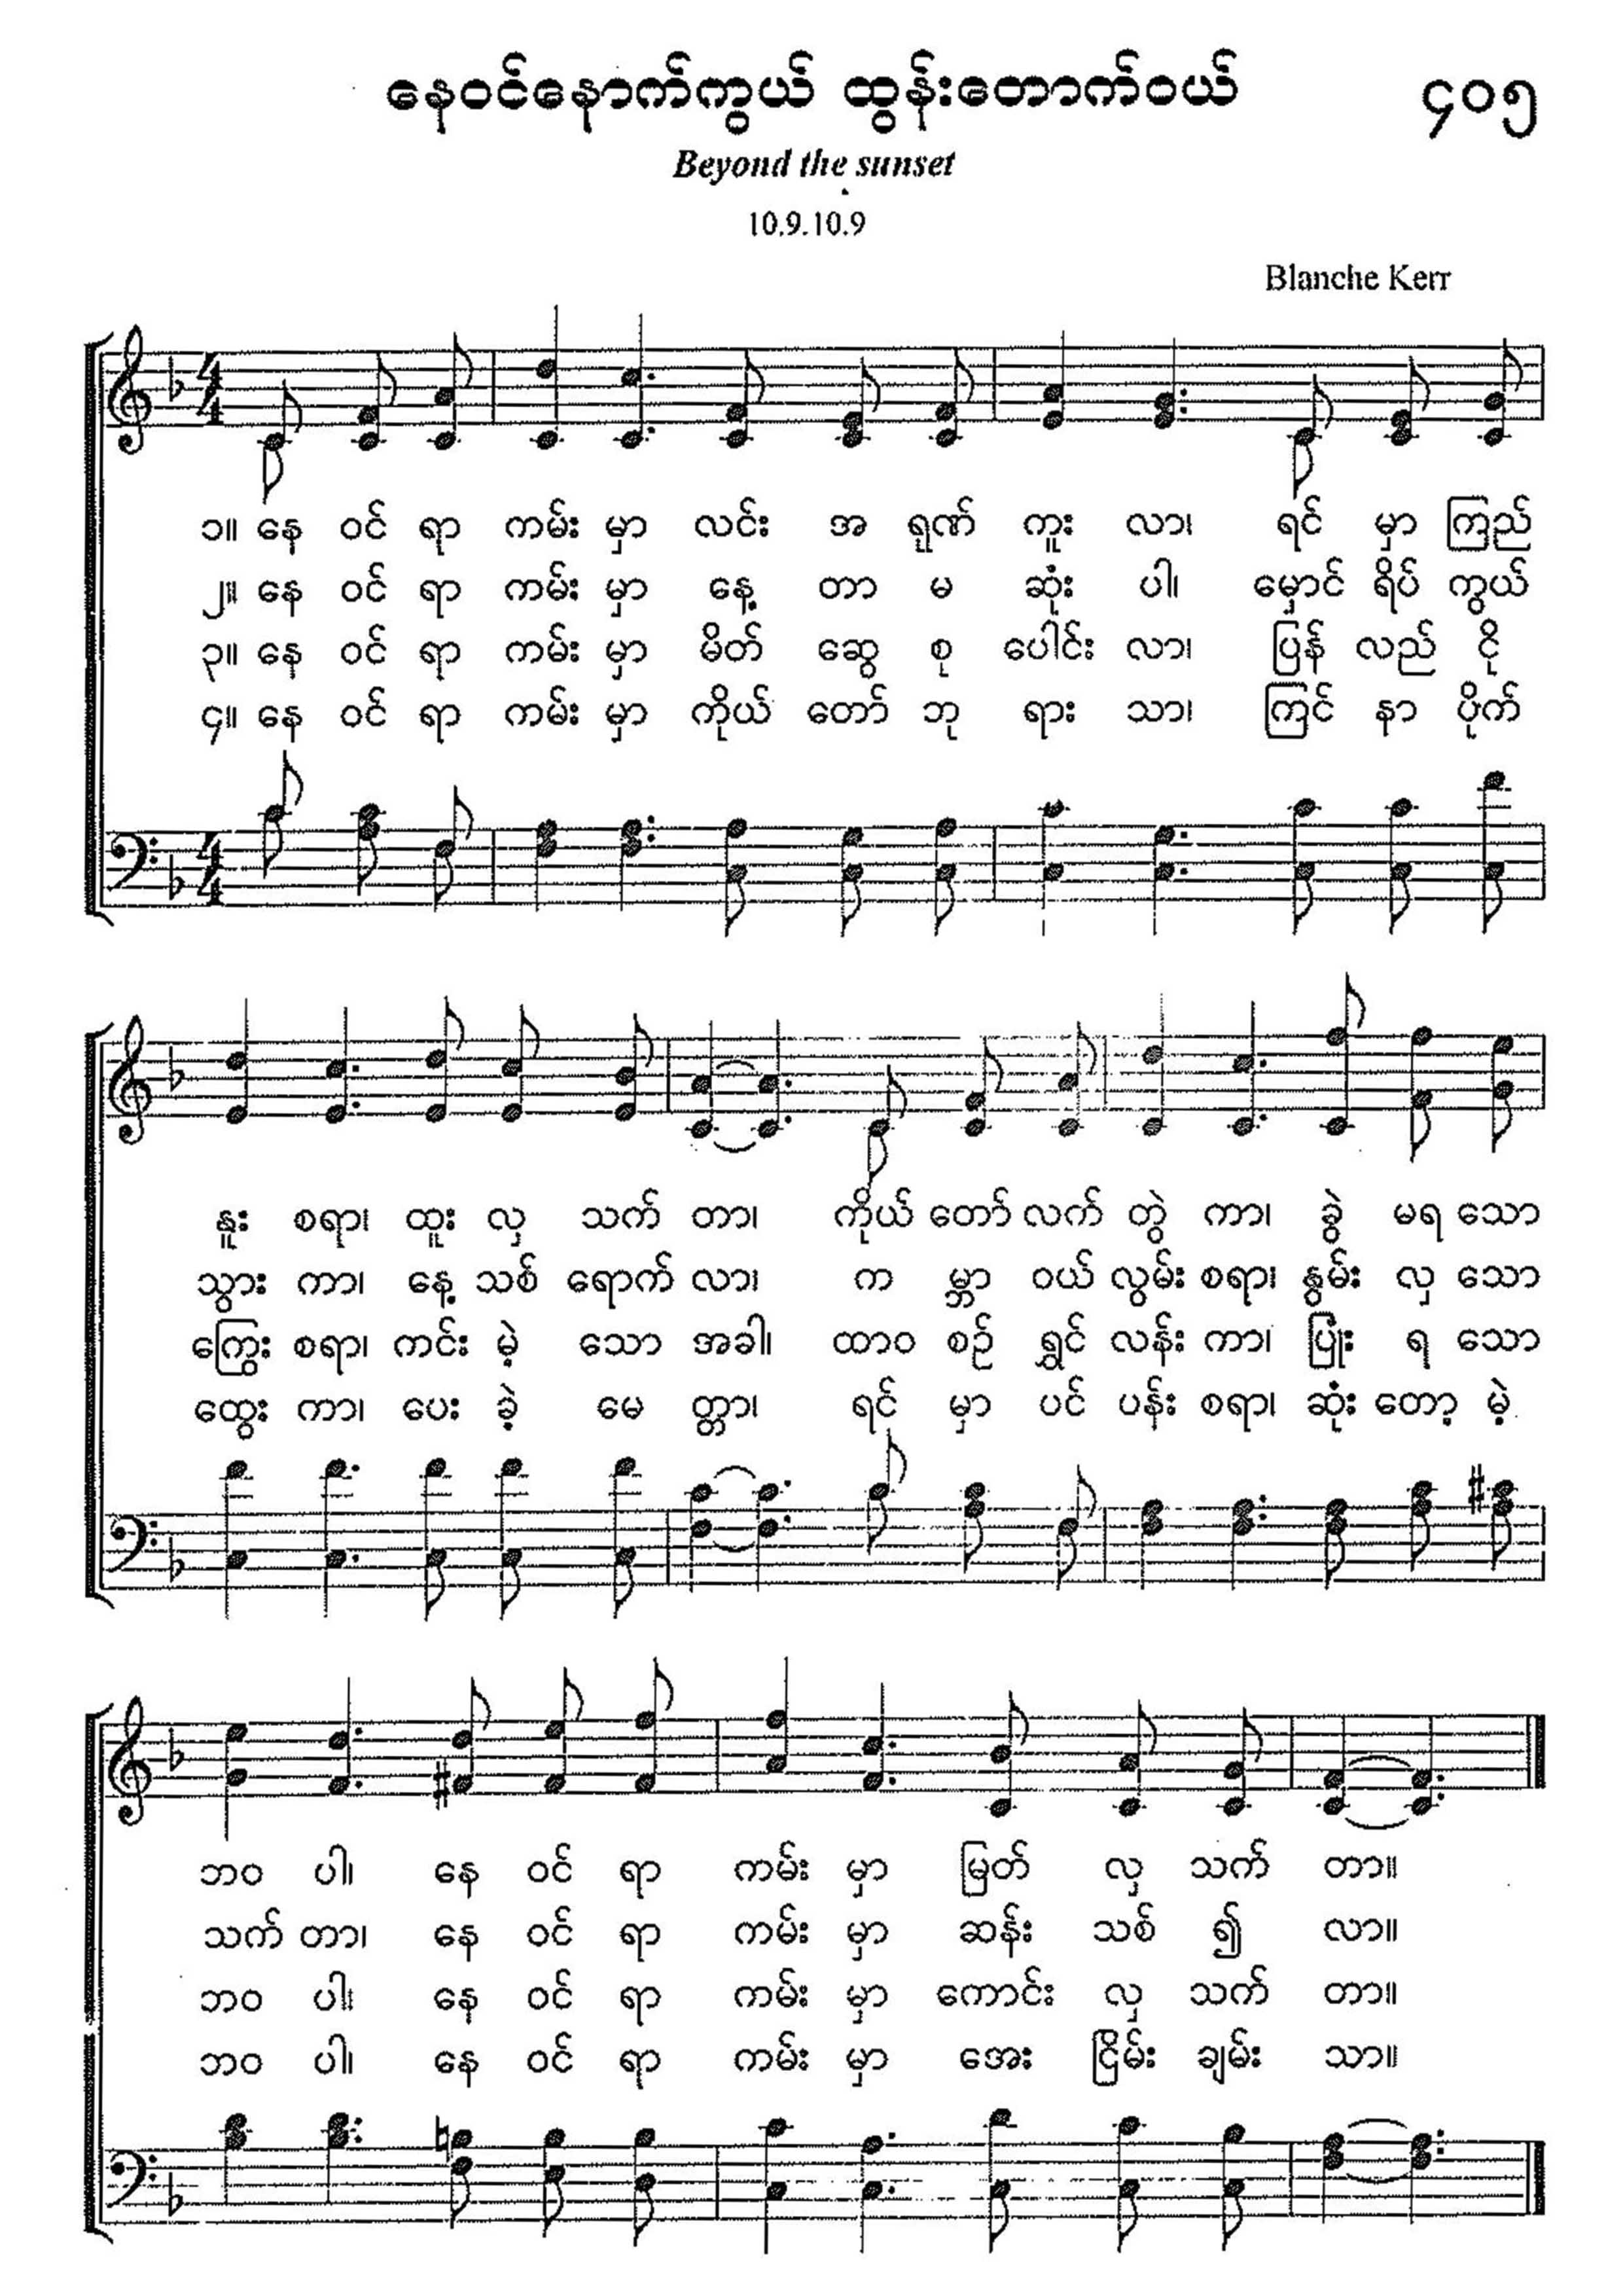 နေဝင်နောက်ကွယ် ထွန်းတောက်ဝယ် ၄၀၅
Beyond the sunset
10.9.10.9
Blanche Kerr
၁။ နေ ဝင် ရာ ကမ်း မှာ လင်း အ ရုဏ် ကူး လာ၊ ရင် မှာ ကြည်
၂။ နေ ဝင် ရာ ကမ်း မှာ နေ့ တာ မ ဆုံး ပါ၊ မှောင် ရိပ် ကွယ်
၃။ နေ ဝင် ရာ ကမ်း မှာ မိတ် ဆွေ စု ပေါင်း လာ၊ ပြန် လည် ငို
၄။ နေ ဝင် ရာ ကမ်း မှာ ကိုယ် တော် ဘု ရား သာ၊ ကြင် နာ ပိုက်
နူး စရာ၊ ထူး လှ သက် တာ၊ ကိုယ် တော် လက် တွဲ ကာ၊ ခွဲ မရ သော
သွား ကာ၊ နေ့ သစ် ရောက် လာ၊ က မ္ဘာ ဝယ် လွမ်း စရာ၊ နွမ်း လှ သော
ကြွေး စရာ၊ ကင်း မဲ့ သော အခါ၊ ထာဝ စဉ် ရွှင် လန်း ကာ၊ ပြုံး ရ သော
ထွေး ကာ၊ ပေး ခဲ့ မေ တ္တာ၊ ရင် မှာ ပင် ပန်း စရာ၊ ဆုံး တော့ မဲ့
ဘဝ ပါ၊ နေ ဝင် ရာ ကမ်း မှာ မြတ် လှ သက် တာ။
သက် တာ၊ နေ ဝင် ရာ ကမ်း မှာ ဆန်း သစ် ၍ လာ။
ဘဝ ပါ၊ နေ ဝင် ရာ ကမ်း မှာ ကောင်း လှ သက် တာ။
ဘဝ ပါ၊ နေ ဝင် ရာ ကမ်း မှာ အေး ငြိမ်း ချမ်း သာ။